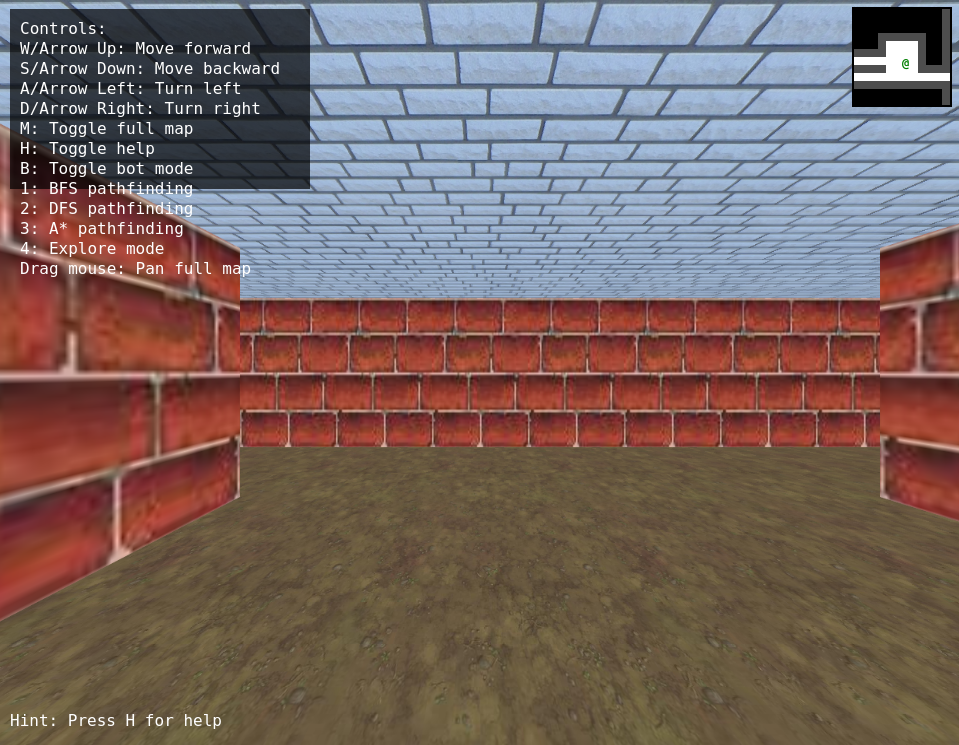 Controls:
W/Arrow Up: Move forward
S/Arrow Down: Move backward
A/Arrow Left: Turn left
D/Arrow Right: Turn right
M: Toggle full map
H: Toggle help
B: Toggle bot mode
1: BFS pathfinding
2: DFS pathfinding
3: A* pathfinding
4: Explore mode
Drag mouse: Pan full map
@
Hint: Press H for help